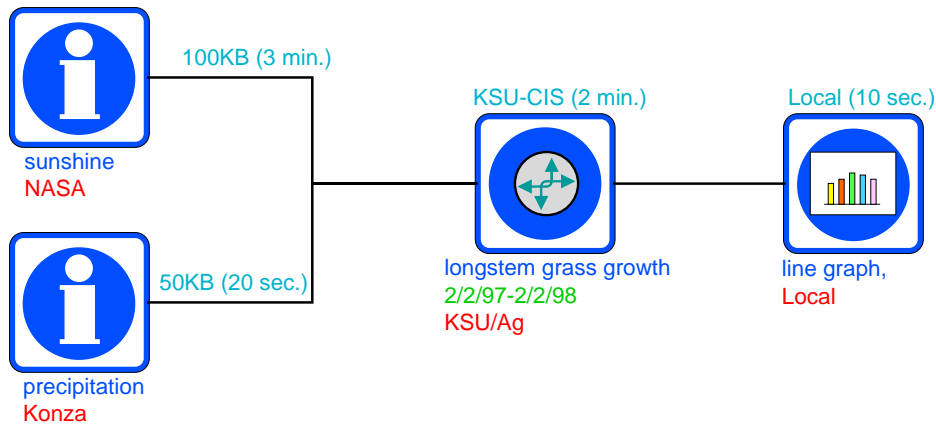 100KB (3 min.)
sunshine
NASA
50KB (20 sec.)
precipitation
Konza
KSU-CIS (2 min.)
longstem grass growth
2/2/97-2/2/98
KSU/Ag
Local (10 sec.)
line graph,
Local